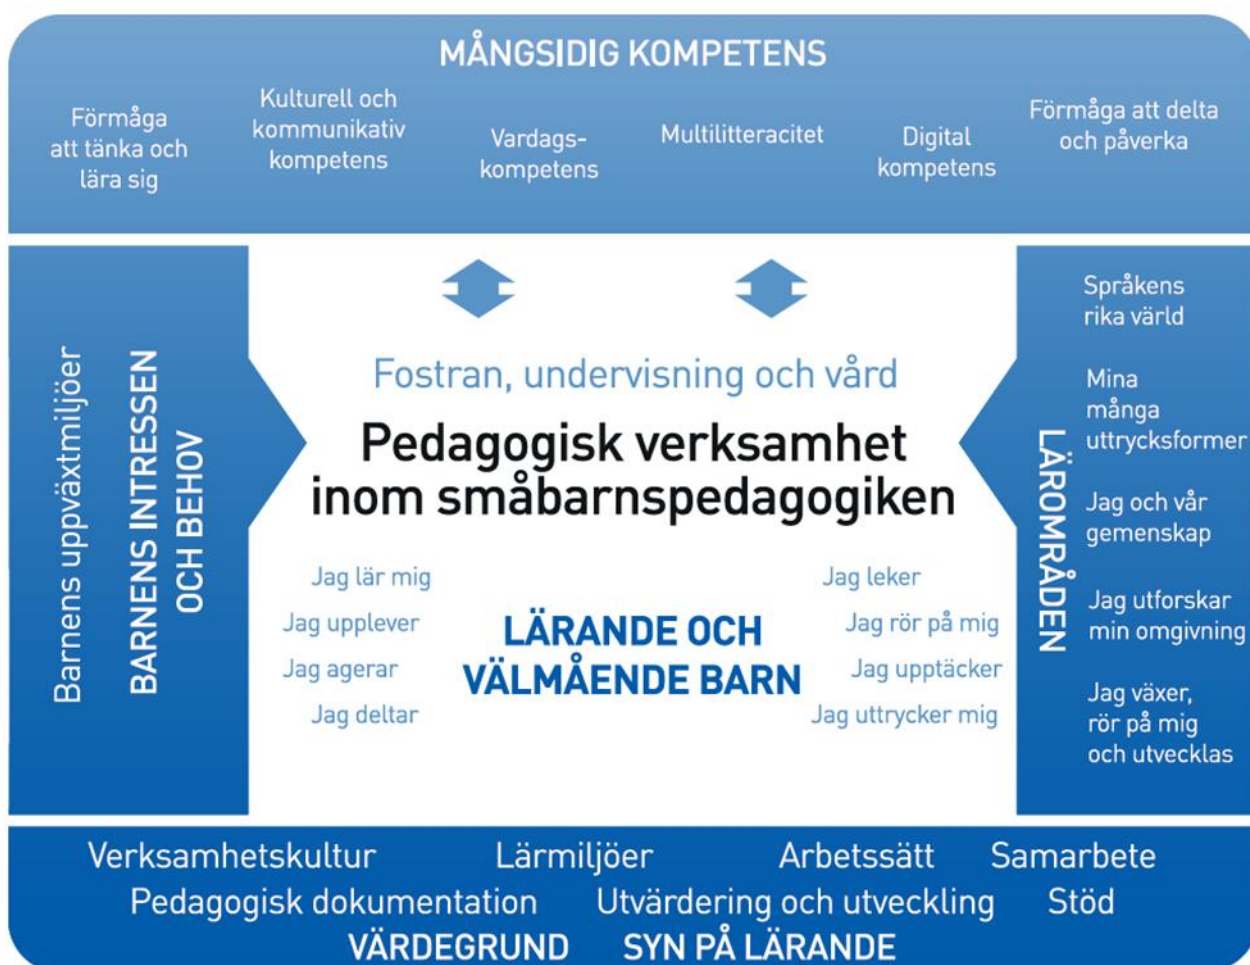 MÅNGSIDIG KOMPETENS
Förmåga
att tänka och
lära sig
Kulturell och
kommunikativ
kompetens
Vardags-
kompetens
Multilitteracitet
Digital
kompetens
Förmåga att delta
och påverka
Barnens uppväxtmiljöer
BARNENS INTRESSEN
OCH BEHOV
Fostran, undervisning och vård
Pedagogisk verksamhet
inom småbarnspedagogiken
Jag lär mig
Jag upplever
Jag agerar
Jag deltar
LÄRANDE OCH
VÄLMÅENDE BARN
Jag leker
Jag rör på mig
Jag upptäcker
Jag uttrycker mig
LÄROMRÅDEN
Språkens
rika värld
Mina
många
uttrycksformer
Jag och vår
gemenskap
Jag utforskar
min omgivning
Jag växer,
rör på mig
och utvecklas
Verksamhetskultur Lärmiljöer Arbetssätt Samarbete
Pedagogisk dokumentation Utvärdering och utveckling Stöd
VÄRDEGRUND SYN PÅ LÄRANDE